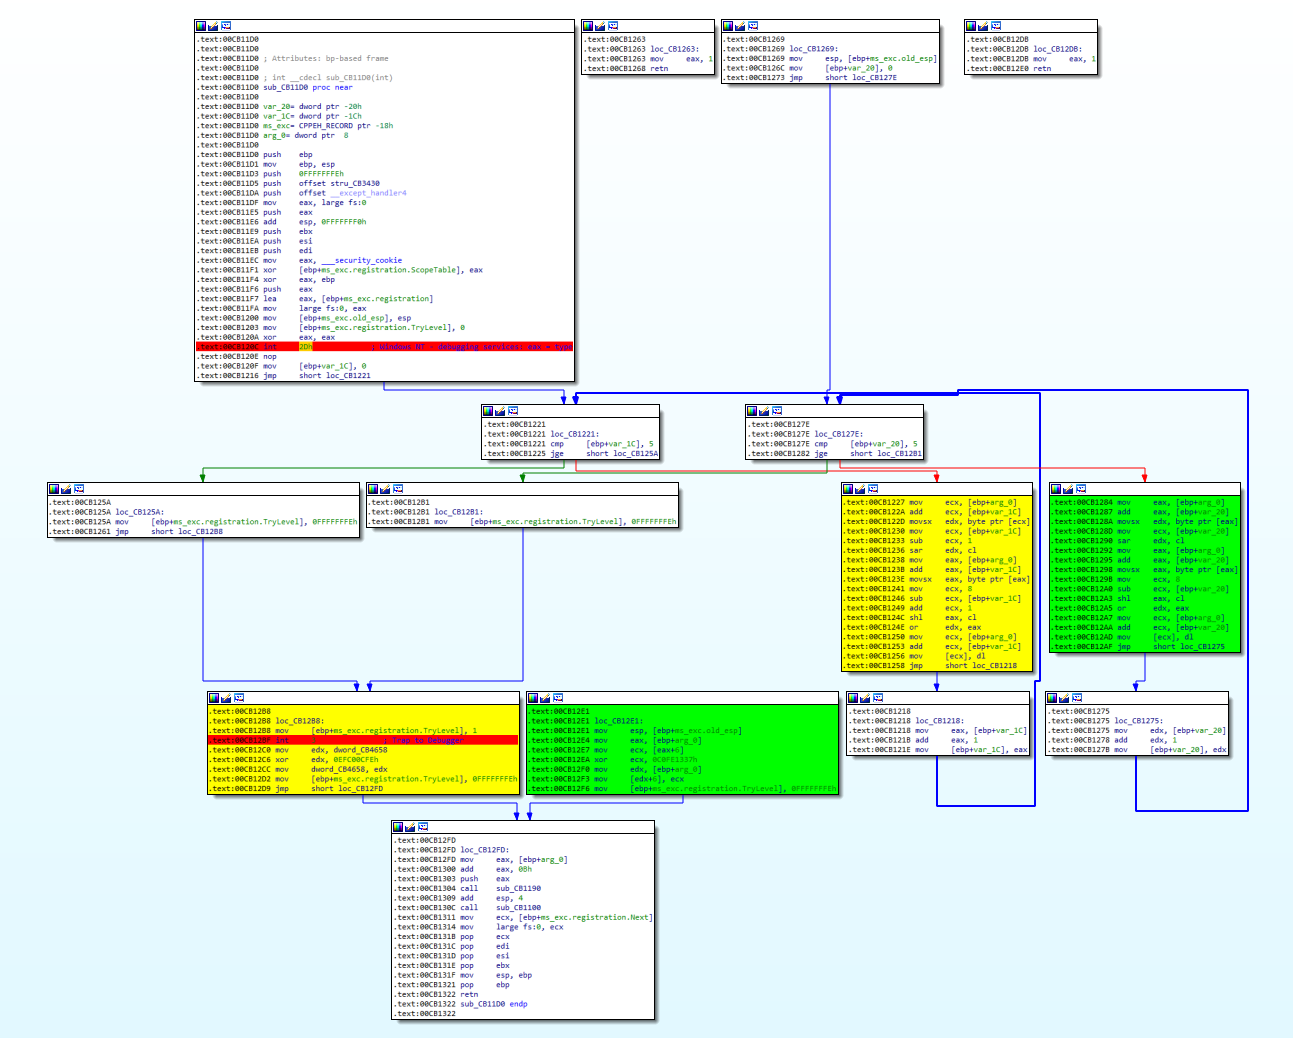 .text:00CB11D0
.text:00CB11D0
.text:00CB11D0 ; Attributes: bp-based frame
.text:00CB11D0
.text:00CB11D0 ; int __cdecl sub_CB11D0(int)
.text:00CB11D0 sub_CB11D0 proc near
.text:00CB11D0
.text:00CB11D0 var_20= dword ptr -20h
.text:00CB11D0 var_1C= dword ptr -1Ch
.text:00CB11D0 ms_exc= CPPEH_RECORD ptr -18h
.text:00CB11D0 arg_0= dword ptr  8
.text:00CB11D0
.text:00CB11D0 push    ebp
.text:00CB11D1 mov     ebp, esp
.text:00CB11D3 push    0FFFFFFFEh
.text:00CB11D5 push    offset stru_CB3430
.text:00CB11DA push    offset __except_handler4
.text:00CB11DF mov     eax, large fs:0
.text:00CB11E5 push    eax
.text:00CB11E6 add     esp, 0FFFFFFF0h
.text:00CB11E9 push    ebx
.text:00CB11EA push    esi
.text:00CB11EB push    edi
.text:00CB11EC mov     eax, ___security_cookie
.text:00CB11F1 xor     [ebp+ms_exc.registration.ScopeTable], eax
.text:00CB11F4 xor     eax, ebp
.text:00CB11F6 push    eax
.text:00CB11F7 lea     eax, [ebp+ms_exc.registration]
.text:00CB11FA mov     large fs:0, eax
.text:00CB1200 mov     [ebp+ms_exc.old_esp], esp
.text:00CB1203 mov     [ebp+ms_exc.registration.TryLevel], 0
.text:00CB120A xor     eax, eax
.text:00CB120C int     2Dh             ; Windows NT - debugging services: eax = type
.text:00CB120E nop
.text:00CB120F mov     [ebp+var_1C], 0
.text:00CB1216 jmp     short loc_CB1221
.text:00CB1263
.text:00CB1263 loc_CB1263:
.text:00CB1263 mov     eax, 1
.text:00CB1268 retn
.text:00CB1269
.text:00CB1269 loc_CB1269:
.text:00CB1269 mov     esp, [ebp+ms_exc.old_esp]
.text:00CB126C mov     [ebp+var_20], 0
.text:00CB1273 jmp     short loc_CB127E
.text:00CB12DB
.text:00CB12DB loc_CB12DB:
.text:00CB12DB mov     eax, 1
.text:00CB12E0 retn
.text:00CB1221
.text:00CB1221 loc_CB1221:
.text:00CB1221 cmp     [ebp+var_1C], 5
.text:00CB1225 jge     short loc_CB125A
.text:00CB127E
.text:00CB127E loc_CB127E:
.text:00CB127E cmp     [ebp+var_20], 5
.text:00CB1282 jge     short loc_CB12B1
.text:00CB125A
.text:00CB125A loc_CB125A:
.text:00CB125A mov     [ebp+ms_exc.registration.TryLevel], 0FFFFFFFEh
.text:00CB1261 jmp     short loc_CB12B8
.text:00CB12B1
.text:00CB12B1 loc_CB12B1:
.text:00CB12B1 mov     [ebp+ms_exc.registration.TryLevel], 0FFFFFFFEh
.text:00CB1227 mov     ecx, [ebp+arg_0]
.text:00CB122A add     ecx, [ebp+var_1C]
.text:00CB122D movsx   edx, byte ptr [ecx]
.text:00CB1230 mov     ecx, [ebp+var_1C]
.text:00CB1233 sub     ecx, 1
.text:00CB1236 sar     edx, cl
.text:00CB1238 mov     eax, [ebp+arg_0]
.text:00CB123B add     eax, [ebp+var_1C]
.text:00CB123E movsx   eax, byte ptr [eax]
.text:00CB1241 mov     ecx, 8
.text:00CB1246 sub     ecx, [ebp+var_1C]
.text:00CB1249 add     ecx, 1
.text:00CB124C shl     eax, cl
.text:00CB124E or      edx, eax
.text:00CB1250 mov     ecx, [ebp+arg_0]
.text:00CB1253 add     ecx, [ebp+var_1C]
.text:00CB1256 mov     [ecx], dl
.text:00CB1258 jmp     short loc_CB1218
.text:00CB1284 mov     eax, [ebp+arg_0]
.text:00CB1287 add     eax, [ebp+var_20]
.text:00CB128A movsx   edx, byte ptr [eax]
.text:00CB128D mov     ecx, [ebp+var_20]
.text:00CB1290 sar     edx, cl
.text:00CB1292 mov     eax, [ebp+arg_0]
.text:00CB1295 add     eax, [ebp+var_20]
.text:00CB1298 movsx   eax, byte ptr [eax]
.text:00CB129B mov     ecx, 8
.text:00CB12A0 sub     ecx, [ebp+var_20]
.text:00CB12A3 shl     eax, cl
.text:00CB12A5 or      edx, eax
.text:00CB12A7 mov     ecx, [ebp+arg_0]
.text:00CB12AA add     ecx, [ebp+var_20]
.text:00CB12AD mov     [ecx], dl
.text:00CB12AF jmp     short loc_CB1275
.text:00CB12B8
.text:00CB12B8 loc_CB12B8:
.text:00CB12B8 mov     [ebp+ms_exc.registration.TryLevel], 1
.text:00CB12BF int     3               ; Trap to Debugger
.text:00CB12C0 mov     edx, dword_CB4658
.text:00CB12C6 xor     edx, 0EFC00CFEh
.text:00CB12CC mov     dword_CB4658, edx
.text:00CB12D2 mov     [ebp+ms_exc.registration.TryLevel], 0FFFFFFFEh
.text:00CB12D9 jmp     short loc_CB12FD
.text:00CB12E1
.text:00CB12E1 loc_CB12E1:
.text:00CB12E1 mov     esp, [ebp+ms_exc.old_esp]
.text:00CB12E4 mov     eax, [ebp+arg_0]
.text:00CB12E7 mov     ecx, [eax+6]
.text:00CB12EA xor     ecx, 0C0FE1337h
.text:00CB12F0 mov     edx, [ebp+arg_0]
.text:00CB12F3 mov     [edx+6], ecx
.text:00CB12F6 mov     [ebp+ms_exc.registration.TryLevel], 0FFFFFFFEh
.text:00CB1218
.text:00CB1218 loc_CB1218:
.text:00CB1218 mov     eax, [ebp+var_1C]
.text:00CB121B add     eax, 1
.text:00CB121E mov     [ebp+var_1C], eax
.text:00CB1275
.text:00CB1275 loc_CB1275:
.text:00CB1275 mov     edx, [ebp+var_20]
.text:00CB1278 add     edx, 1
.text:00CB127B mov     [ebp+var_20], edx
.text:00CB12FD
.text:00CB12FD loc_CB12FD:
.text:00CB12FD mov     eax, [ebp+arg_0]
.text:00CB1300 add     eax, 0Bh
.text:00CB1303 push    eax
.text:00CB1304 call    sub_CB1190
.text:00CB1309 add     esp, 4
.text:00CB130C call    sub_CB1100
.text:00CB1311 mov     ecx, [ebp+ms_exc.registration.Next]
.text:00CB1314 mov     large fs:0, ecx
.text:00CB131B pop     ecx
.text:00CB131C pop     edi
.text:00CB131D pop     esi
.text:00CB131E pop     ebx
.text:00CB131F mov     esp, ebp
.text:00CB1321 pop     ebp
.text:00CB1322 retn
.text:00CB1322 sub_CB11D0 endp
.text:00CB1322